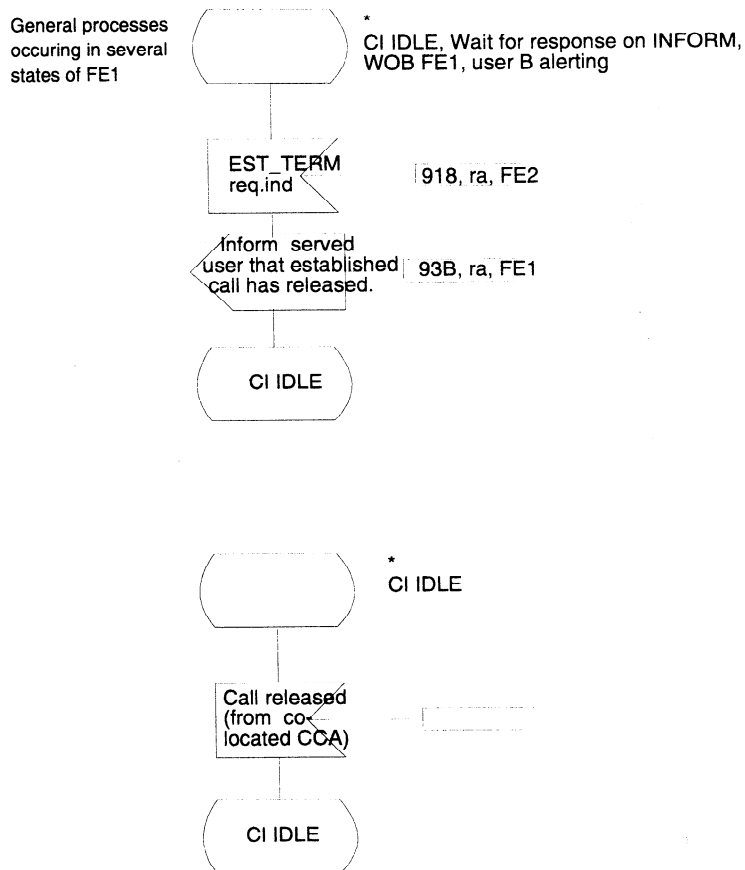 General processes
occuring in several
states of FE1
*
CI IDLE, Wait for response on INFORM,
WOB FE1, user B alerting
EST_TERM
req.ind
918, ra, FE2
Inform served
user that established
call has released.
93B, ra, FE1
CI IDLE
*
CI IDLE
Call released
(from co-
located CCA)
CI IDLE